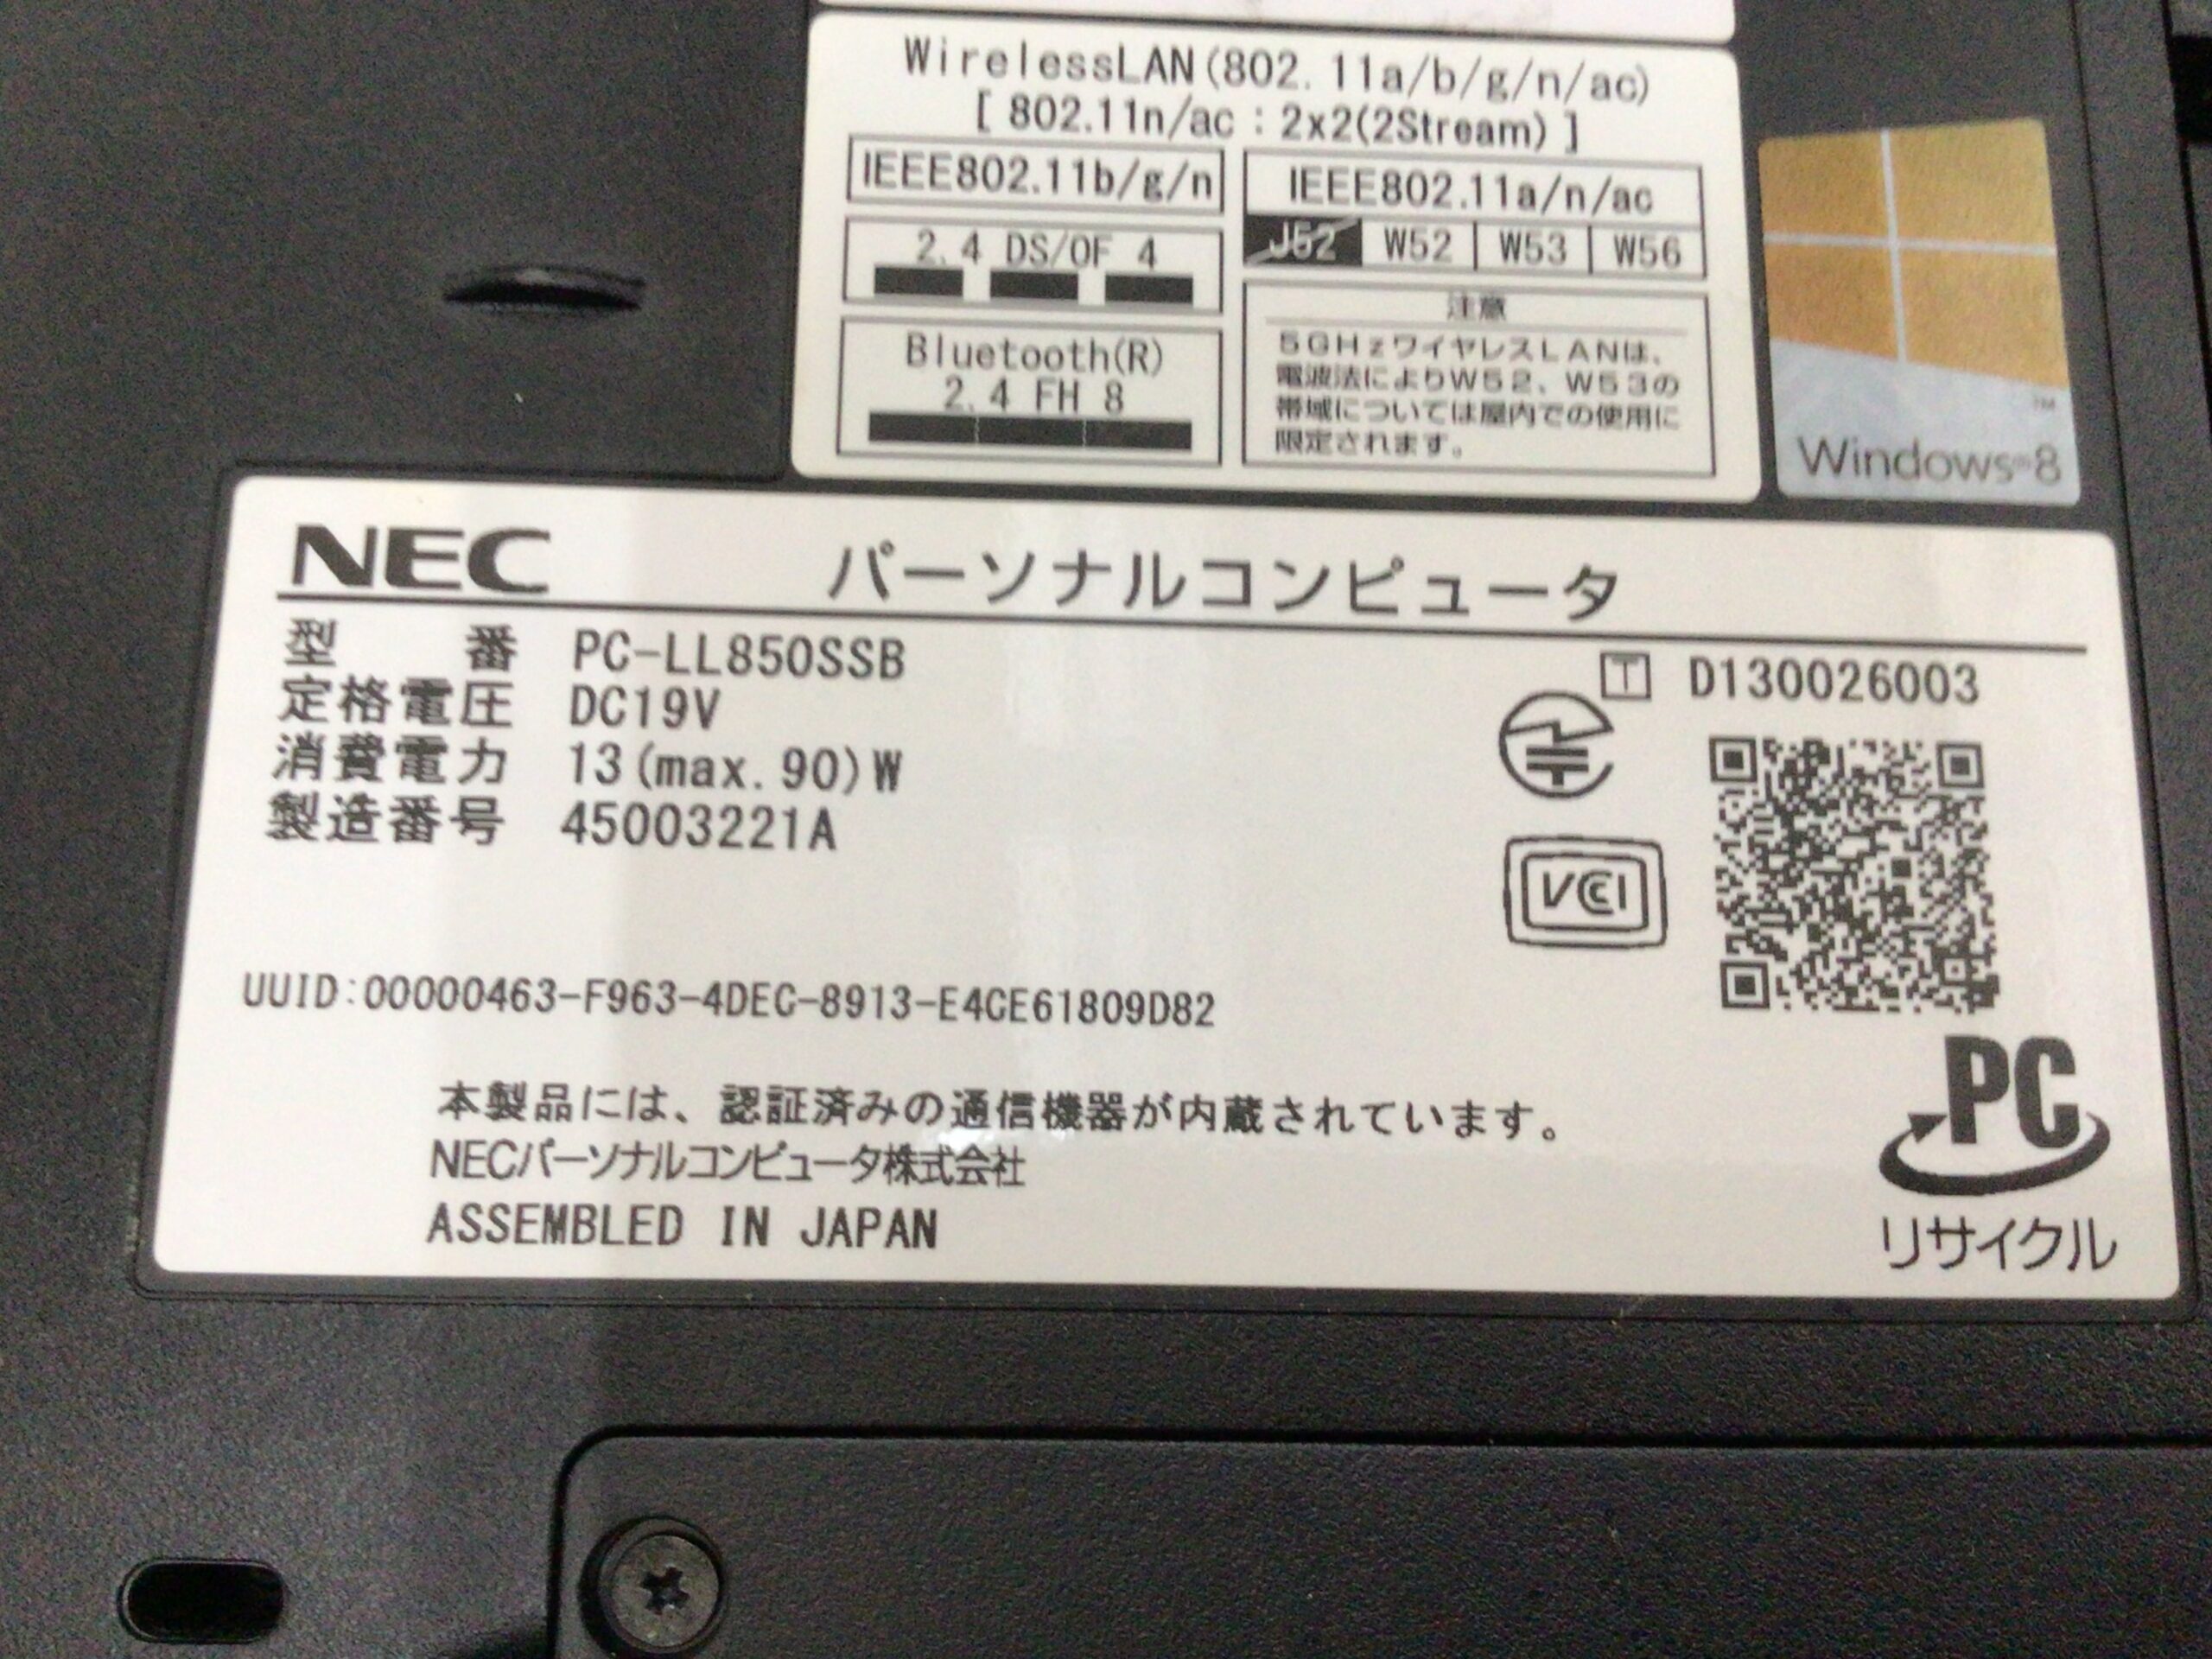 WirelessLAN(802.11a/b/g/n/ac)
[ 802.11n/ac : 2x2(2Stream) ]
IEEE802.11b/g/n
2.4 DS/OF 4
Bluetooth(R)
2.4 FH 8
IEEE802.11a/n/ac
J52 W52 W53 W56
注意
5GHzワイヤレスLANは、
電波法によりW52、W53の
帯域については屋内での使用に
限定されます。
TM
Windows®8
NEC パーソナルコンピュータ
型 番 PC-LL850SSB
定格電圧 DC19V
消費電力 13(max.90)W
製造番号 45003221A
T D130026003
VCCI
UUID:00000463-F963-4DEC-8913-E4CE61809D82
本製品には、認証済みの通信機器が内蔵されています。
NECパーソナルコンピュータ株式会社
ASSEMBLED IN JAPAN
PC
リサイクル